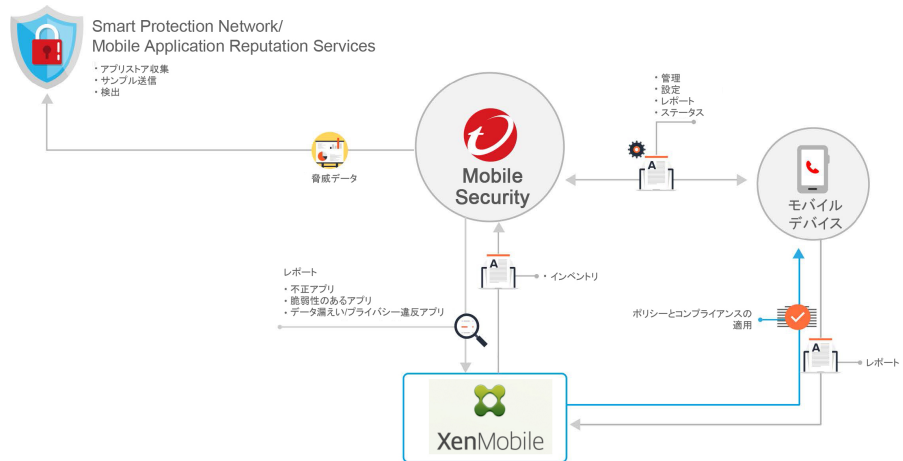 Smart Protection Network/
Mobile Application Reputation Services
・アプリストア収集
・サンプル送信
・検出
・管理
・設定
・レポート
・ステータス
脅威データ
Mobile
Security
A
モバイル
デバイス
レポート
・不正アプリ
・脆弱性のあるアプリ
・データ漏えい/プライバシー違反アプリ
A
・インベントリ
ポリシーとコンプライアンスの
適用
A
レポート
XenMobile